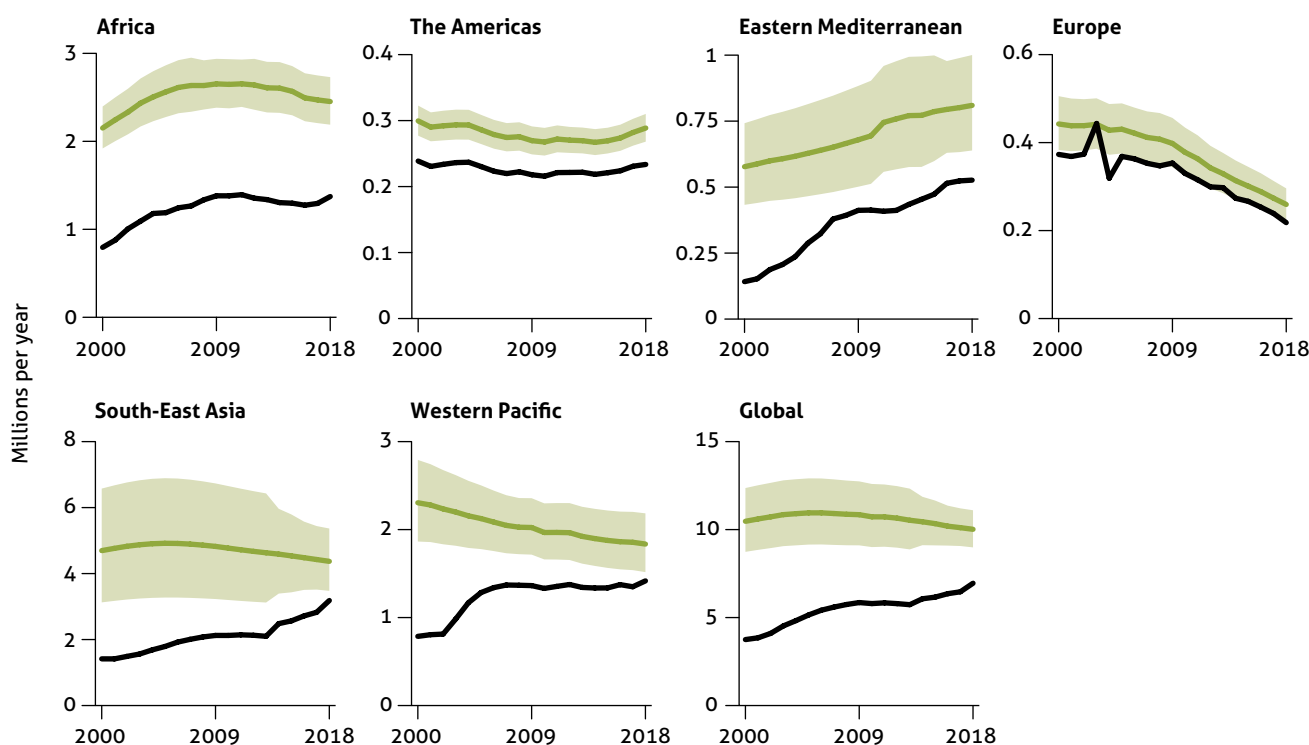 Millions per year
Africa
3
2
1
0
2000 2009 2018
The Americas
0.4
0.3
0.2
0.1
0
2000 2009 2018
Eastern Mediterranean
1
0.75
0.5
0.25
0
2000 2009 2018
Europe
0.6
0.4
0.2
0
2000 2009 2018
South-East Asia
8
6
4
2
0
2000 2009 2018
Western Pacific
3
2
1
0
2000 2009 2018
Global
15
10
5
0
2000 2009 2018